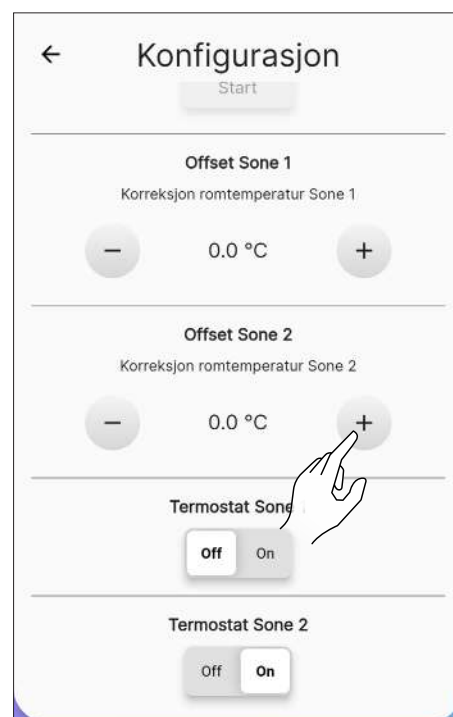 Konfigurasjon
Start
Offset Sone 1
Korreksjon romtemperatur Sone 1
− 0.0 °C +
Offset Sone 2
Korreksjon romtemperatur Sone 2
− 0.0 °C +
Termostat Sone
Off On
Termostat Sone 2
Off On